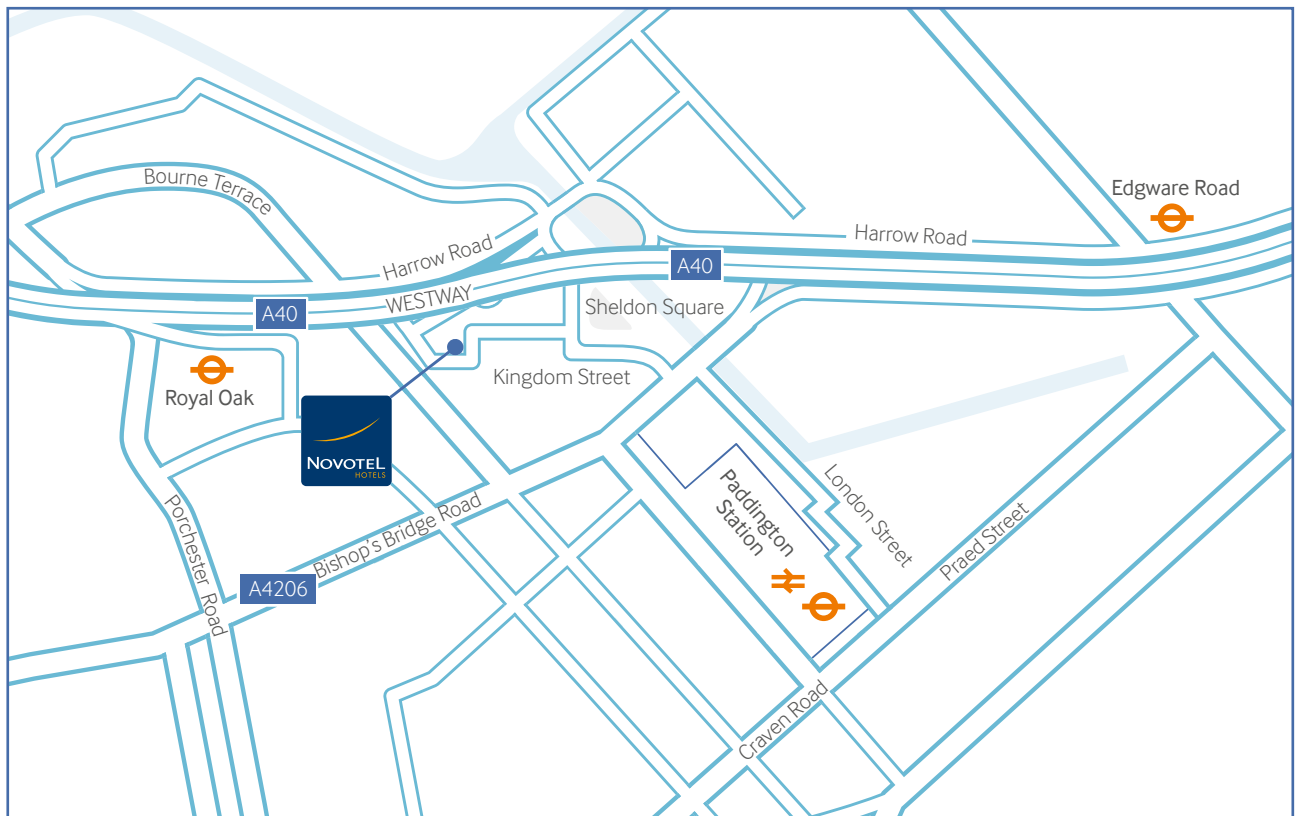 Bourne Terrace
Edgware Road
Harrow Road
Harrow Road
A40
WESTWAY
A40
Sheldon Square
Royal Oak
Kingdom Street
NOVOTEL
HOTELS
Paddington
Station
London Street
Porchester Road
Bishop's Bridge Road
Praed Street
A4206
Craven Road